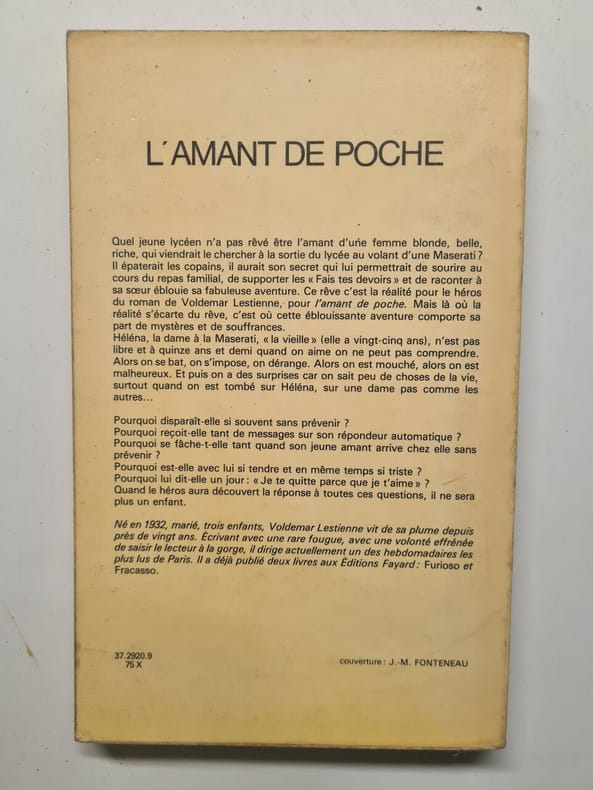 L'AMANT DE POCHE
Quel jeune lycéen n'a pas rêvé être l'amant d'une femme blonde, belle,
riche, qui viendrait le chercher à la sortie du lycée au volant d'une Maserati ?
Il épaterait les copains, il aurait son secret qui lui permettrait de sourire au
cours du repas familial, de supporter les « Fais tes devoirs » et de raconter à
sa sœur éblouie sa fabuleuse aventure. Ce rêve c'est la réalité pour le héros
du roman de Voldemar Lestienne, pour l'amant de poche. Mais là où la
réalité s'écarte du rêve, c'est où cette éblouissante aventure comporte sa
part de mystères et de souffrances.
Héléna, la dame à la Maserati, « la vieille » (elle a vingt-cinq ans), n'est pas
libre et à quinze ans et demi quand on aime on ne peut pas comprendre.
Alors on se bat, on s'impose, on dérange. Alors on est mouché, alors on est
malheureux. Et puis on a des surprises car on sait peu de choses de la vie,
surtout quand on est tombé sur Héléna, sur une dame pas comme les
autres...
Pourquoi disparaît-elle si souvent sans prévenir ?
Pourquoi reçoit-elle tant de messages sur son répondeur automatique ?
Pourquoi se fâche-t-elle tant quand son jeune amant arrive chez elle sans
prévenir ?
Pourquoi est-elle avec lui si tendre et en même temps si triste ?
Pourquoi lui dit-elle un jour : « Je te quitte parce que je t'aime » ?
Quand le héros aura découvert la réponse à toutes ces questions, il ne sera
plus un enfant.
Né en 1932, marié, trois enfants, Voldemar Lestienne vit de sa plume depuis
près de vingt ans. Écrivant avec une rare fougue, avec une volonté effrénée
de saisir le lecteur à la gorge, il dirige actuellement un des hebdomadaires les
plus lus de Paris. Il a déjà publié deux livres aux Éditions Fayard : Furioso et
Fracasso.
37.2920.9
75 X
couverture : J.-M. FONTENEAU